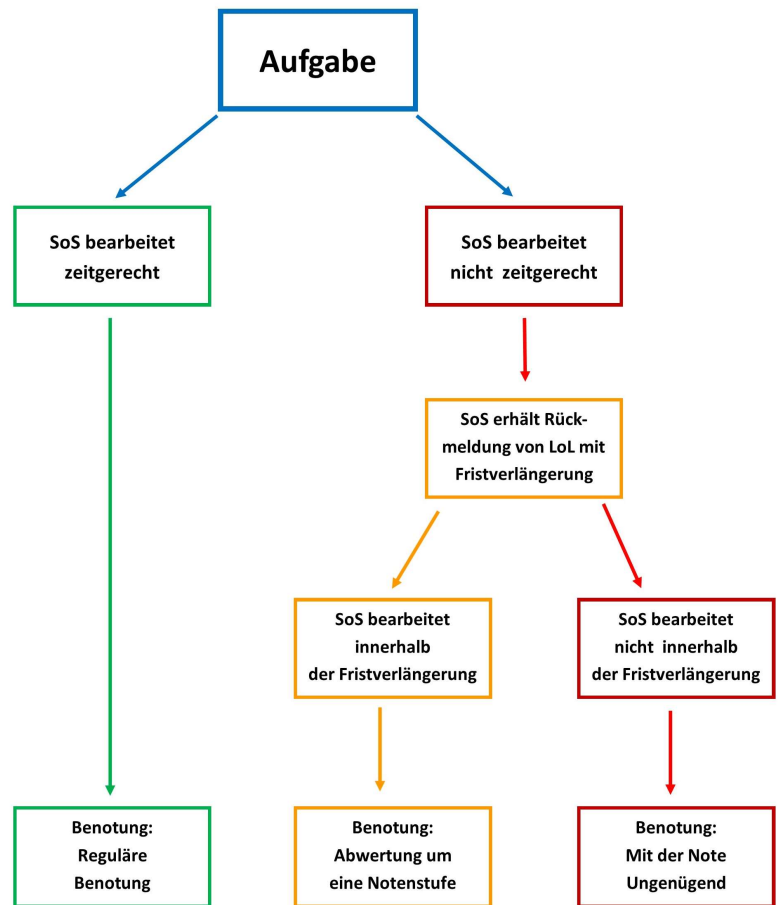 Aufgabe
SoS bearbeitet
zeitgerecht
SoS bearbeitet
nicht zeitgerecht
SoS erhält Rück-
meldung von LoL mit
Fristverlängerung
SoS bearbeitet
innerhalb
der Fristverlängerung
SoS bearbeitet
nicht innerhalb
der Fristverlängerung
Benotung:
Reguläre
Benotung
Benotung:
Abwertung um
eine Notenstufe
Benotung:
Mit der Note
Ungenügend